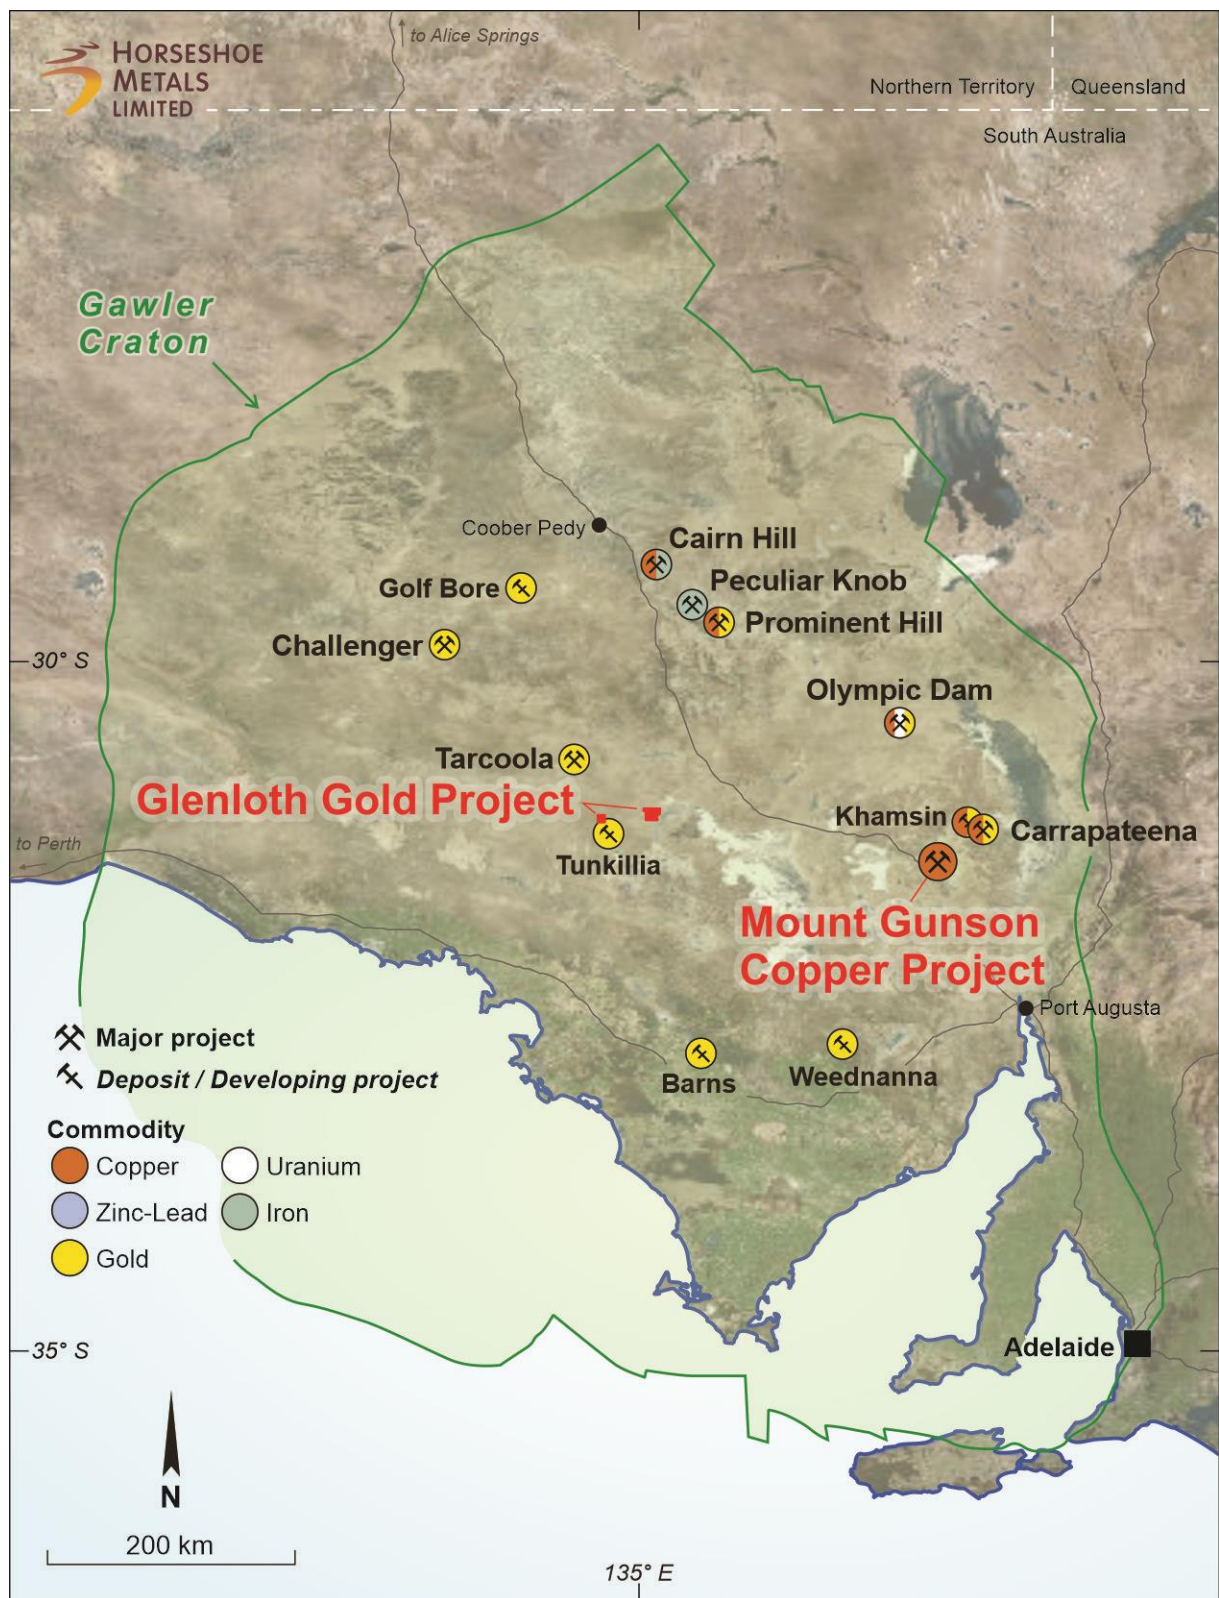 to Alice Springs
HORSESHOE
METALS
LIMITED
Northern Territory
Queensland
South Australia
Gawler
Craton
Coober Pedy
Cairn Hill
Golf Bore
Peculiar Knob
Prominent Hill
Challenger
30° S
Olympic Dam
Tarcoola
Glenloth Gold Project
Khamsin
Carrapateena
to Perth
Tunkillia
Mount Gunson
Copper Project
Port Augusta
Major project
Deposit / Developing project
Barns
Weednanna
Commodity
Copper
Uranium
Zinc-Lead
Iron
Gold
35° S
Adelaide
N
200 km
135° E